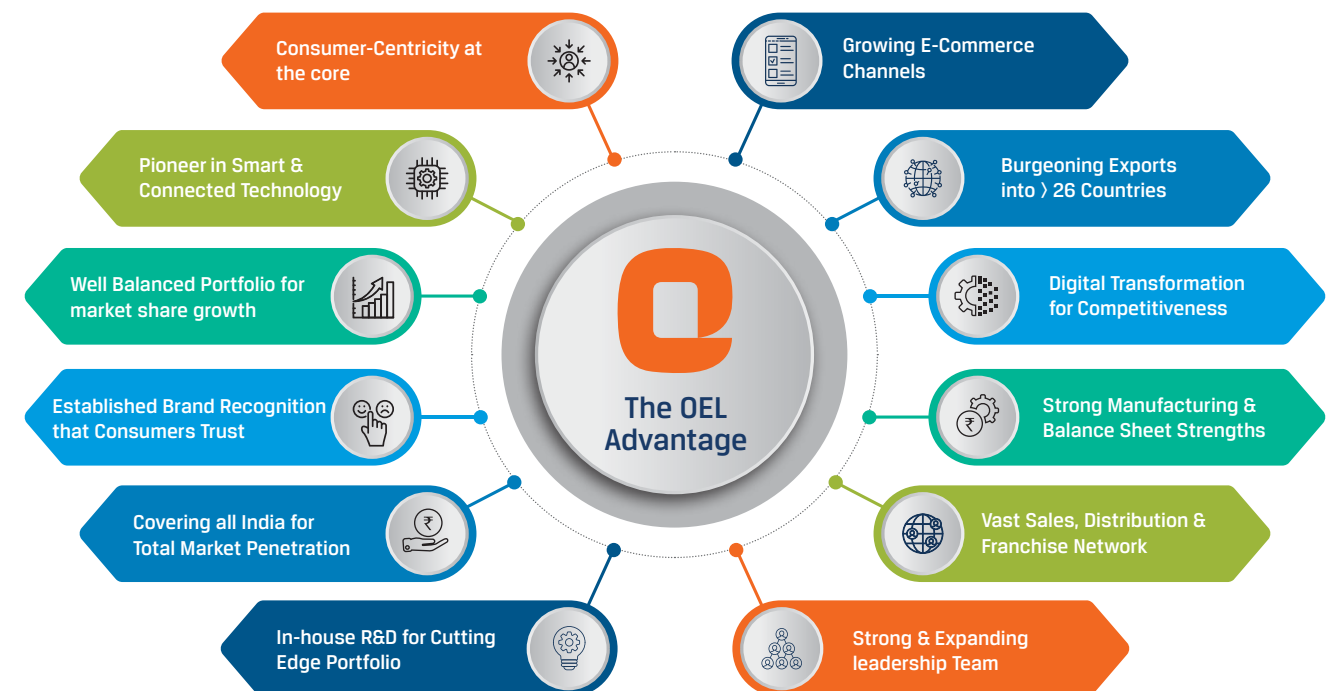 Consumer-Centricity at
the core
Growing E-Commerce
Channels
Pioneer in Smart &
Connected Technology
Burgeoning Exports
into > 26 Countries
Well Balanced Portfolio for
market share growth
Digital Transformation
for Competitiveness
The OEL
Advantage
Established Brand Recognition
that Consumers Trust
Strong Manufacturing &
Balance Sheet Strengths
₹
Covering all India for
Total Market Penetration
₹
Vast Sales, Distribution &
Franchise Network
In-house R&D for Cutting
Edge Portfolio
Strong & Expanding
leadership Team